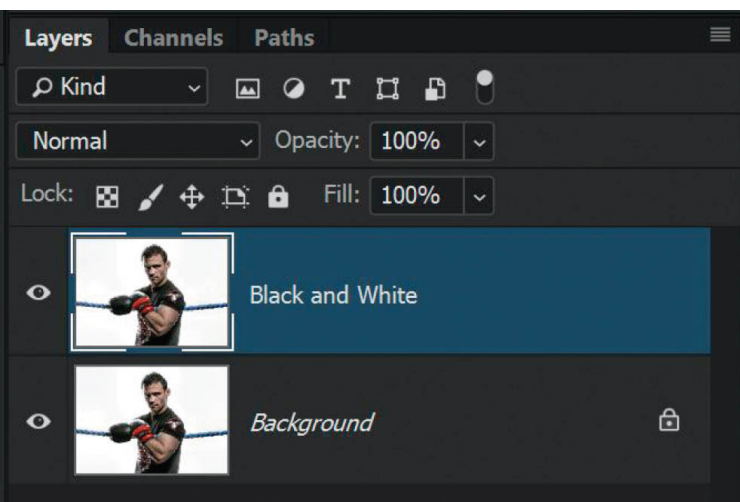 Layers Channels Paths
Kind
Normal Opacity: 100%
Lock: Fill: 100%
Black and White
Background